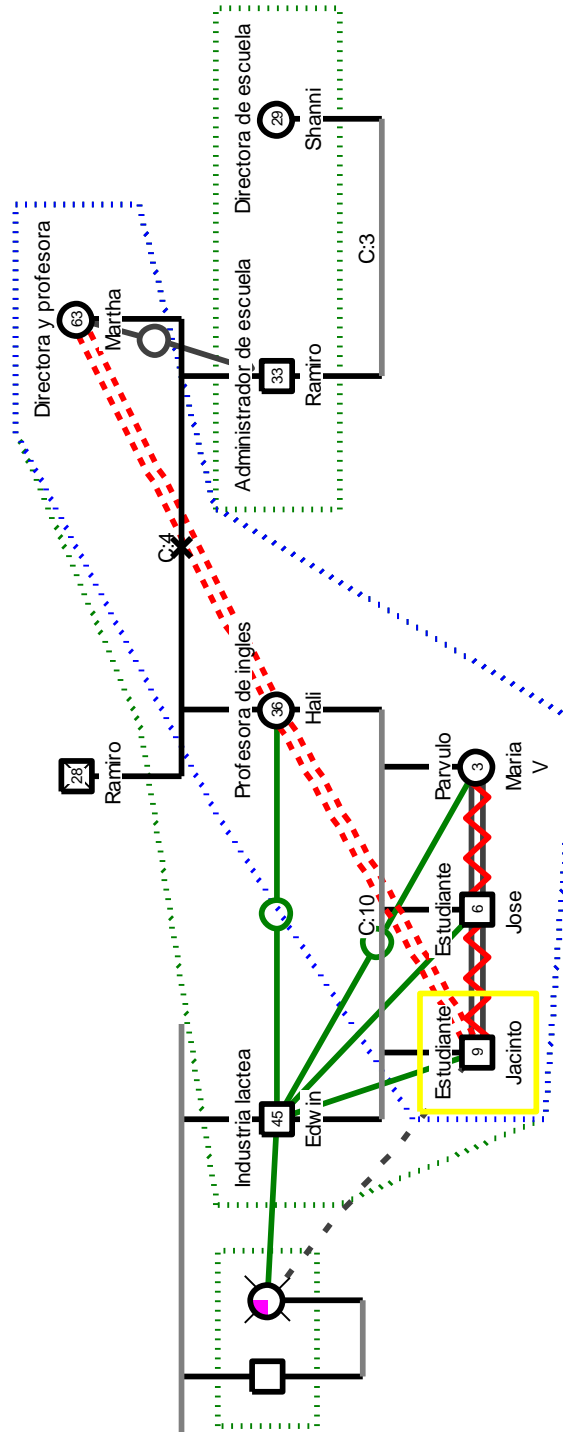 Directora y profesora
63
Martha
28
Ramiro
C:4
Directora de escuela
29
Shanni
Administrador de escuela
33
Ramiro
C:3
Profesora de ingles
36
Hali
Industria lactea
45
Edwin
C:10
Estudiante
9
Jacinto
Estudiante
6
Jose
Parvulo
3
Maria
V